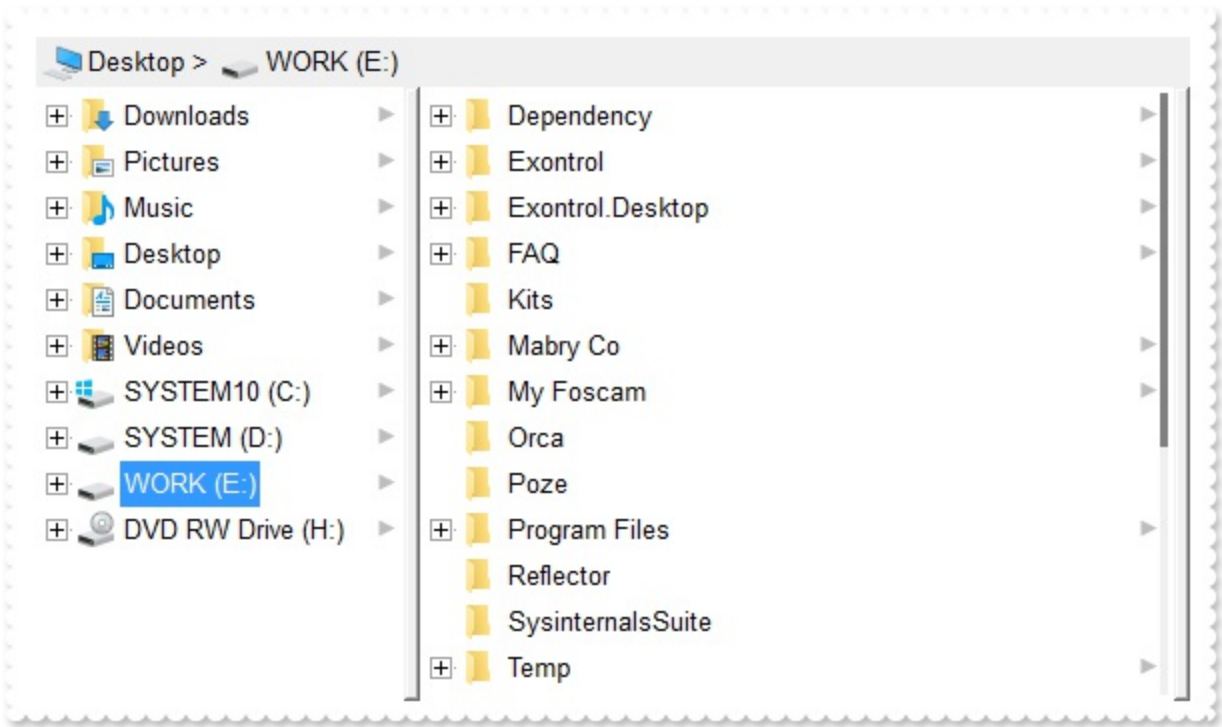 Desktop > WORK (E:)
Downloads
Pictures
Music
Desktop
Documents
Videos
SYSTEM10 (C:)
SYSTEM (D:)
WORK (E:)
DVD RW Drive (H:)
Dependency
Exontrol
Exontrol.Desktop
FAQ
Kits
Mabry Co
My Foscam
Orca
Poze
Program Files
Reflector
SysinternalsSuite
Temp